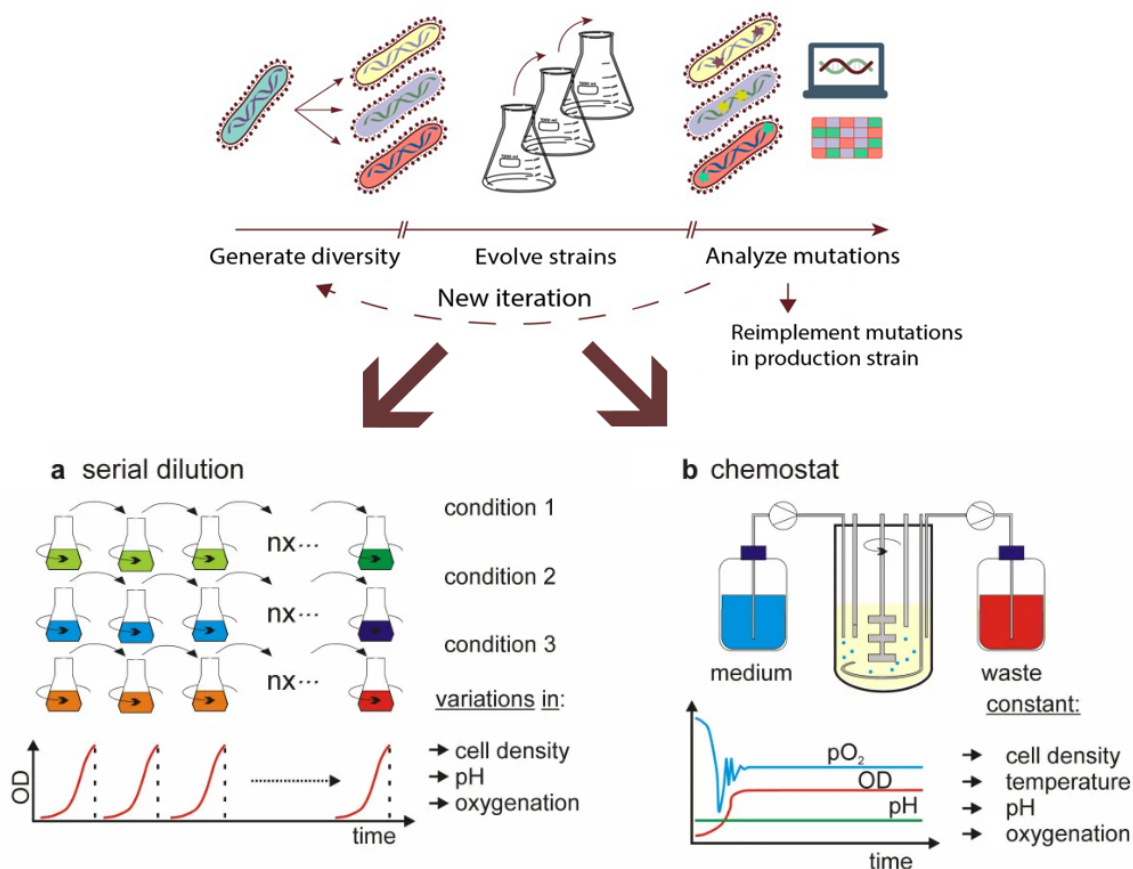 Generate diversity
Evolve strains
Analyze mutations
New iteration
Reimplement mutations
in production strain
a serial dilution
condition 1
nx...
condition 2
nx...
condition 3
nx...
variations in:
cell density
pH
oxygenation
OD
time
b chemostat
medium
waste
constant:
pO₂
OD
pH
cell density
temperature
pH
oxygenation
time